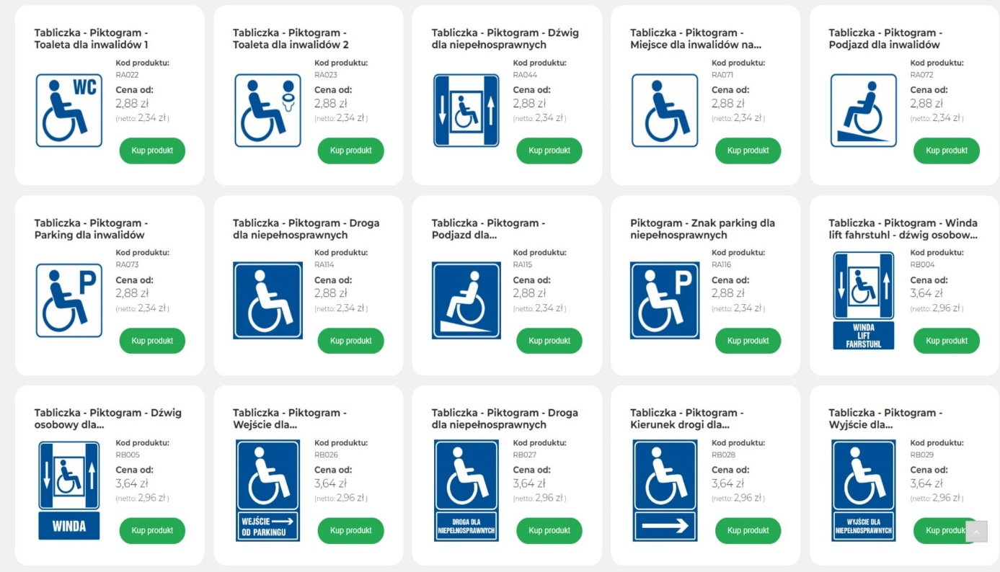 Tabliczka - Piktogram -
Toaleta dla inwalidów 1
Kod produktu:
RA022
WC
Cena od:
2,88 zł
(netto: 2,34 zł )
Kup produkt
Tabliczka - Piktogram -
Toaleta dla inwalidów 2
Kod produktu:
RA023
Cena od:
2,88 zł
(netto: 2,34 zł )
Kup produkt
Tabliczka - Piktogram - Dźwig
dla niepełnosprawnych
Kod produktu:
RA044
Cena od:
2,88 zł
(netto: 2,34 zł )
Kup produkt
Tabliczka - Piktogram -
Miejsce dla inwalidów na...
Kod produktu:
RA071
Cena od:
2,88 zł
(netto: 2,34 zł )
Kup produkt
Tabliczka - Piktogram -
Podjazd dla inwalidów
Kod produktu:
RA072
Cena od:
2,88 zł
(netto: 2,34 zł )
Kup produkt
Tabliczka - Piktogram -
Parking dla inwalidów
Kod produktu:
RA073
P
Cena od:
2,88 zł
(netto: 2,34 zł )
Kup produkt
Tabliczka - Piktogram - Droga
dla niepełnosprawnych
Kod produktu:
RA114
Cena od:
2,88 zł
(netto: 2,34 zł )
Kup produkt
Tabliczka - Piktogram -
Podjazd dla...
Kod produktu:
RA115
Cena od:
2,88 zł
(netto: 2,34 zł )
Kup produkt
Piktogram - Znak parking dla
niepełnosprawnych
Kod produktu:
RA116
P
Cena od:
2,88 zł
(netto: 2,34 zł )
Kup produkt
Tabliczka - Piktogram - Winda
lift fahrstuhl - dźwig osobow...
Kod produktu:
RB004
Cena od:
3,64 zł
(netto: 2,96 zł )
WINDA
LIFT
FAHRSTUHL
Kup produkt
Tabliczka - Piktogram - Dźwig
osobowy dla...
Kod produktu:
RB005
Cena od:
3,64 zł
(netto: 2,96 zł )
WINDA
Kup produkt
Tabliczka - Piktogram -
Wejście dla...
Kod produktu:
RB026
Cena od:
3,64 zł
(netto: 2,96 zł )
WEJŚCIE
OD PARKINGU
Kup produkt
Tabliczka - Piktogram - Droga
dla niepełnosprawnych
Kod produktu:
RB027
Cena od:
3,64 zł
(netto: 2,96 zł )
DROGA DLA
NIEPEŁNOSPRAWNYCH
Kup produkt
Tabliczka - Piktogram -
Kierunek drogi dla...
Kod produktu:
RB028
Cena od:
3,64 zł
(netto: 2,96 zł )
Kup produkt
Tabliczka - Piktogram -
Wyjście dla...
Kod produktu:
RB029
Cena od:
3,64 zł
(netto: 2,96 zł )
WYJŚCIE DLA
NIEPEŁNOSPRAWNYCH
Kup produk